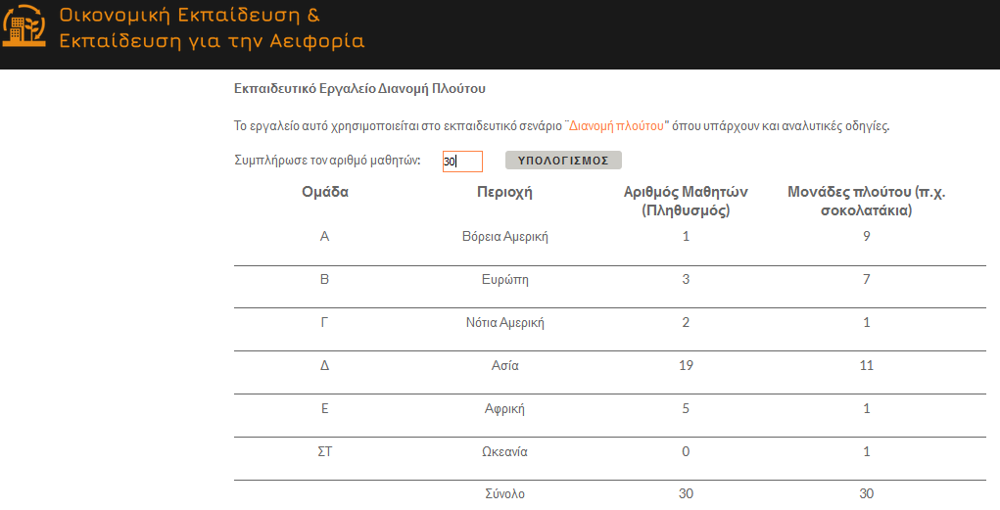 Οικονομική Εκπαίδευση &
Εκπαίδευση για την Αειφορία
Εκπαιδευτικό Εργαλείο Διανομή Πλούτου
Το εργαλείο αυτό χρησιμοποιείται στο εκπαιδευτικό σενάριο ¨Διανομή πλούτου" όπου υπάρχουν και αναλυτικές οδηγίες.
Συμπλήρωσε τον αριθμό μαθητών: 30 ΥΠΟΛΟΓΙΣΜΟΣ
Ομάδα Περιοχή Αριθμός Μαθητών (Πληθυσμός) Μονάδες πλούτου (π.χ. σοκολατάκια)
Α Βόρεια Αμερική 1 9
Β Ευρώπη 3 7
Γ Νότια Αμερική 2 1
Δ Ασία 19 11
Ε Αφρική 5 1
ΣΤ Ωκεανία 0 1
Σύνολο 30 30